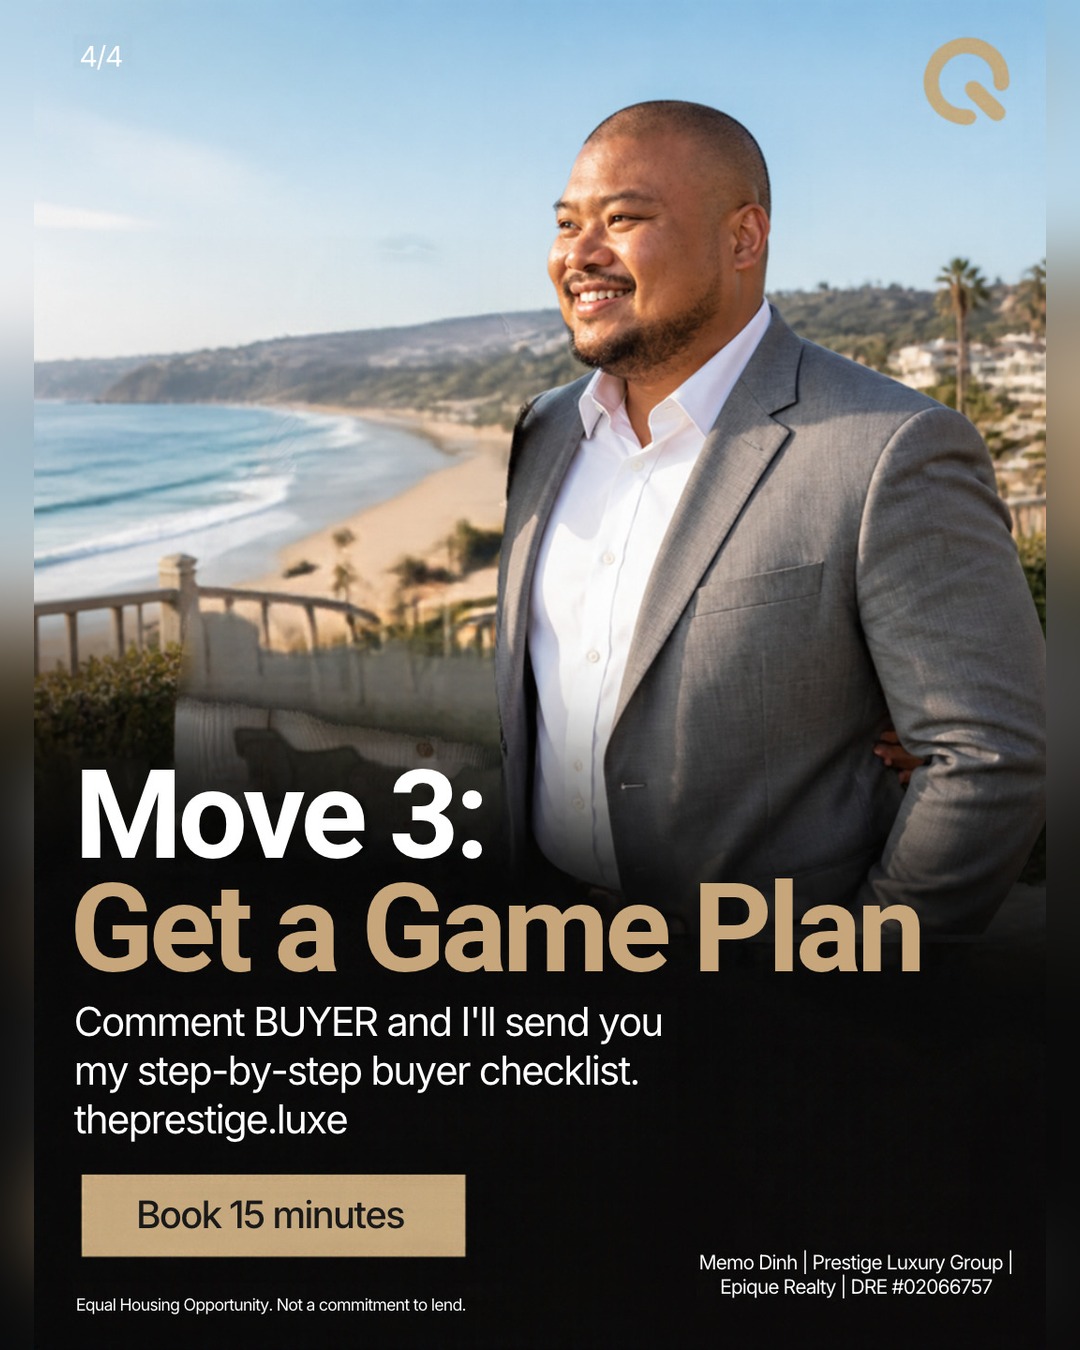 4/4
Move 3:
Get a Game Plan
Comment BUYER and I'll send you
my step-by-step buyer checklist.
theprestige.luxe
Book 15 minutes
Memo Dinh | Prestige Luxury Group |
Epique Realty | DRE #02066757
Equal Housing Opportunity. Not a commitment to lend.